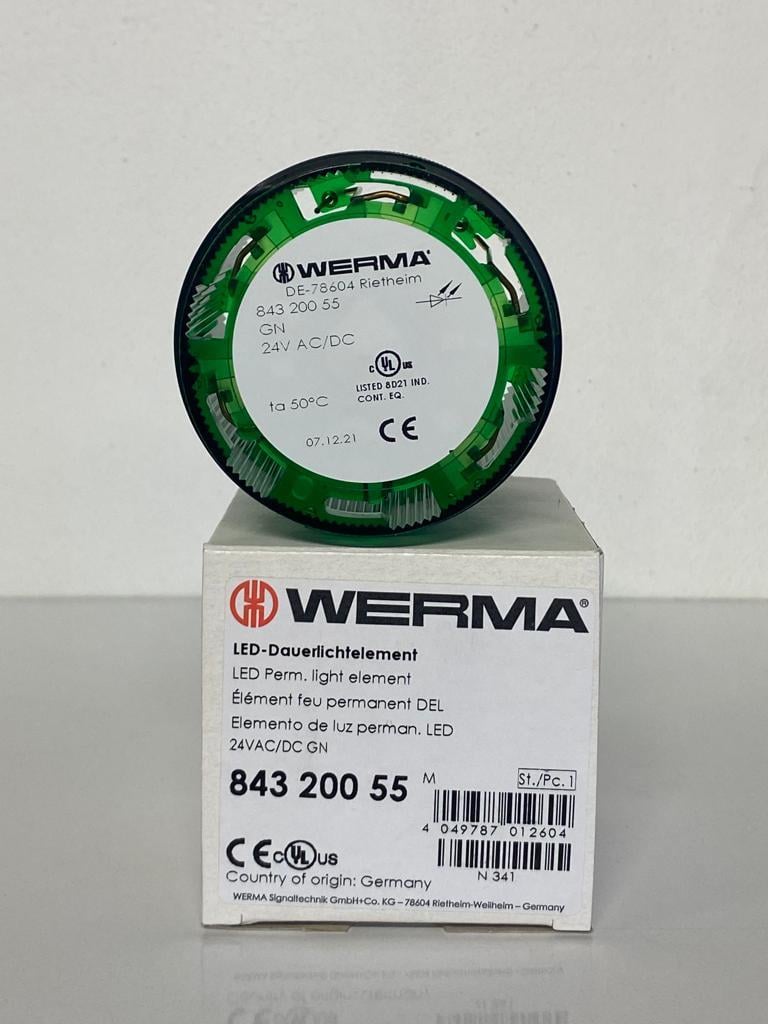 WERMA
DE-78604 Rietheim
843 200 55
GN
24V AC/DC
c UL us
LISTED 8D21 IND.
CONT. EQ.
ta 50°C
07.12.21
CE
WERMA®
LED-Dauerlichtelement
LED Perm. light element
Élément feu permanent DEL
Elemento de luz perman. LED
24VAC/DC GN
843 200 55 M
St./Pc. 1
4 049787 012604
CE c UL us
N 341
Country of origin: Germany
WERMA Signaltechnik GmbH+Co. KG – 78604 Rietheim-Weilheim – Germany